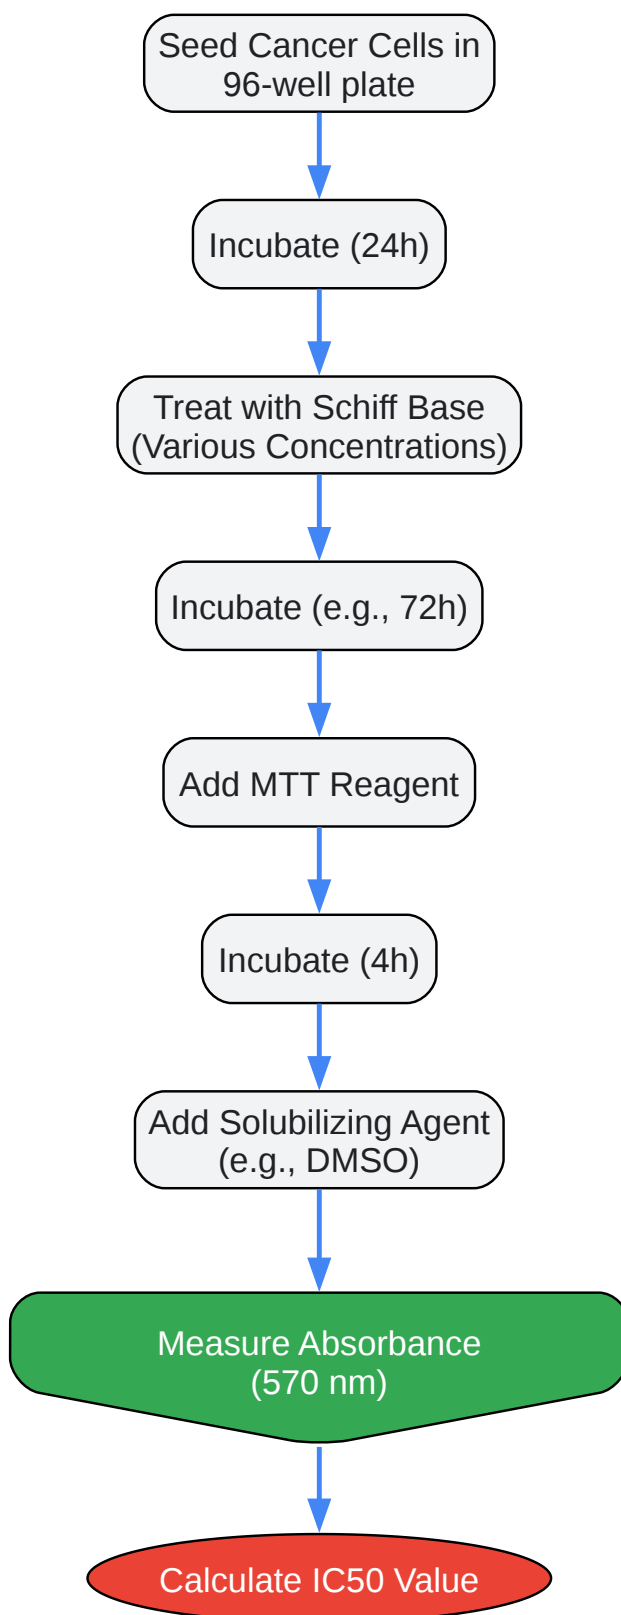 Seed Cancer Cells in
96-well plate
Incubate (24h)
Treat with Schiff Base
(Various Concentrations)
Incubate (e.g., 72h)
Add MTT Reagent
Incubate (4h)
Add Solubilizing Agent
(e.g., DMSO)
Measure Absorbance
(570 nm)
Calculate IC50 Value